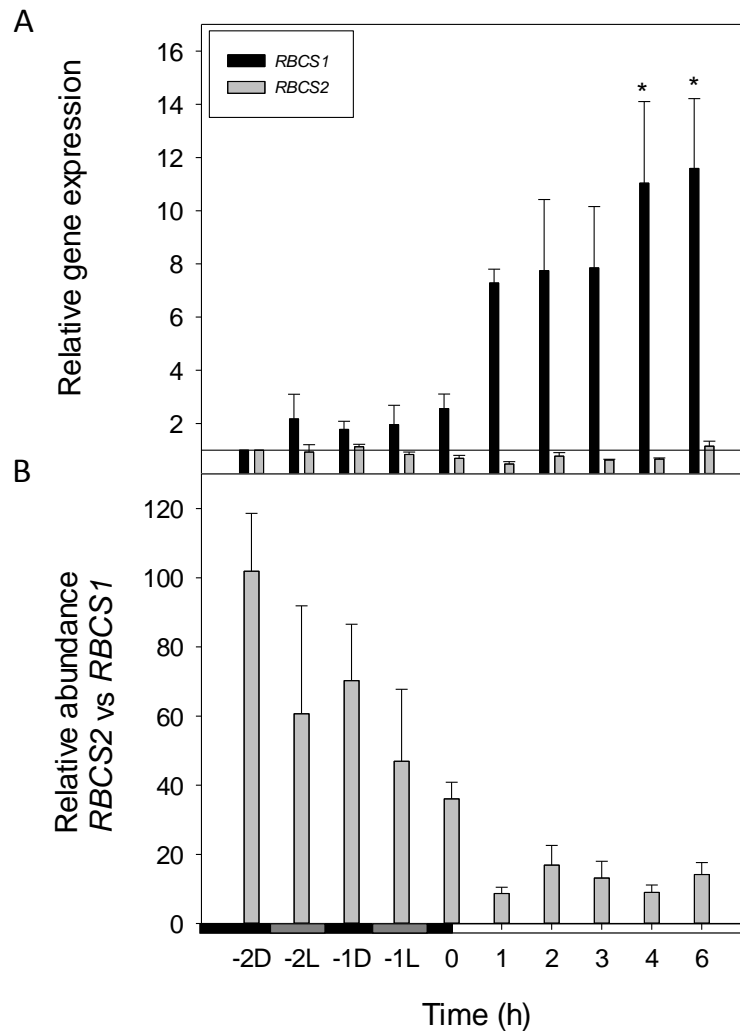 A
Relative gene expression
16
14
12
10
8
6
4
2
RBCS1
RBCS2
*
*
B
Relative abundance
RBCS2 vs RBCS1
120
100
80
60
40
20
0
-2D -2L -1D -1L 0 1 2 3 4 6
Time (h)